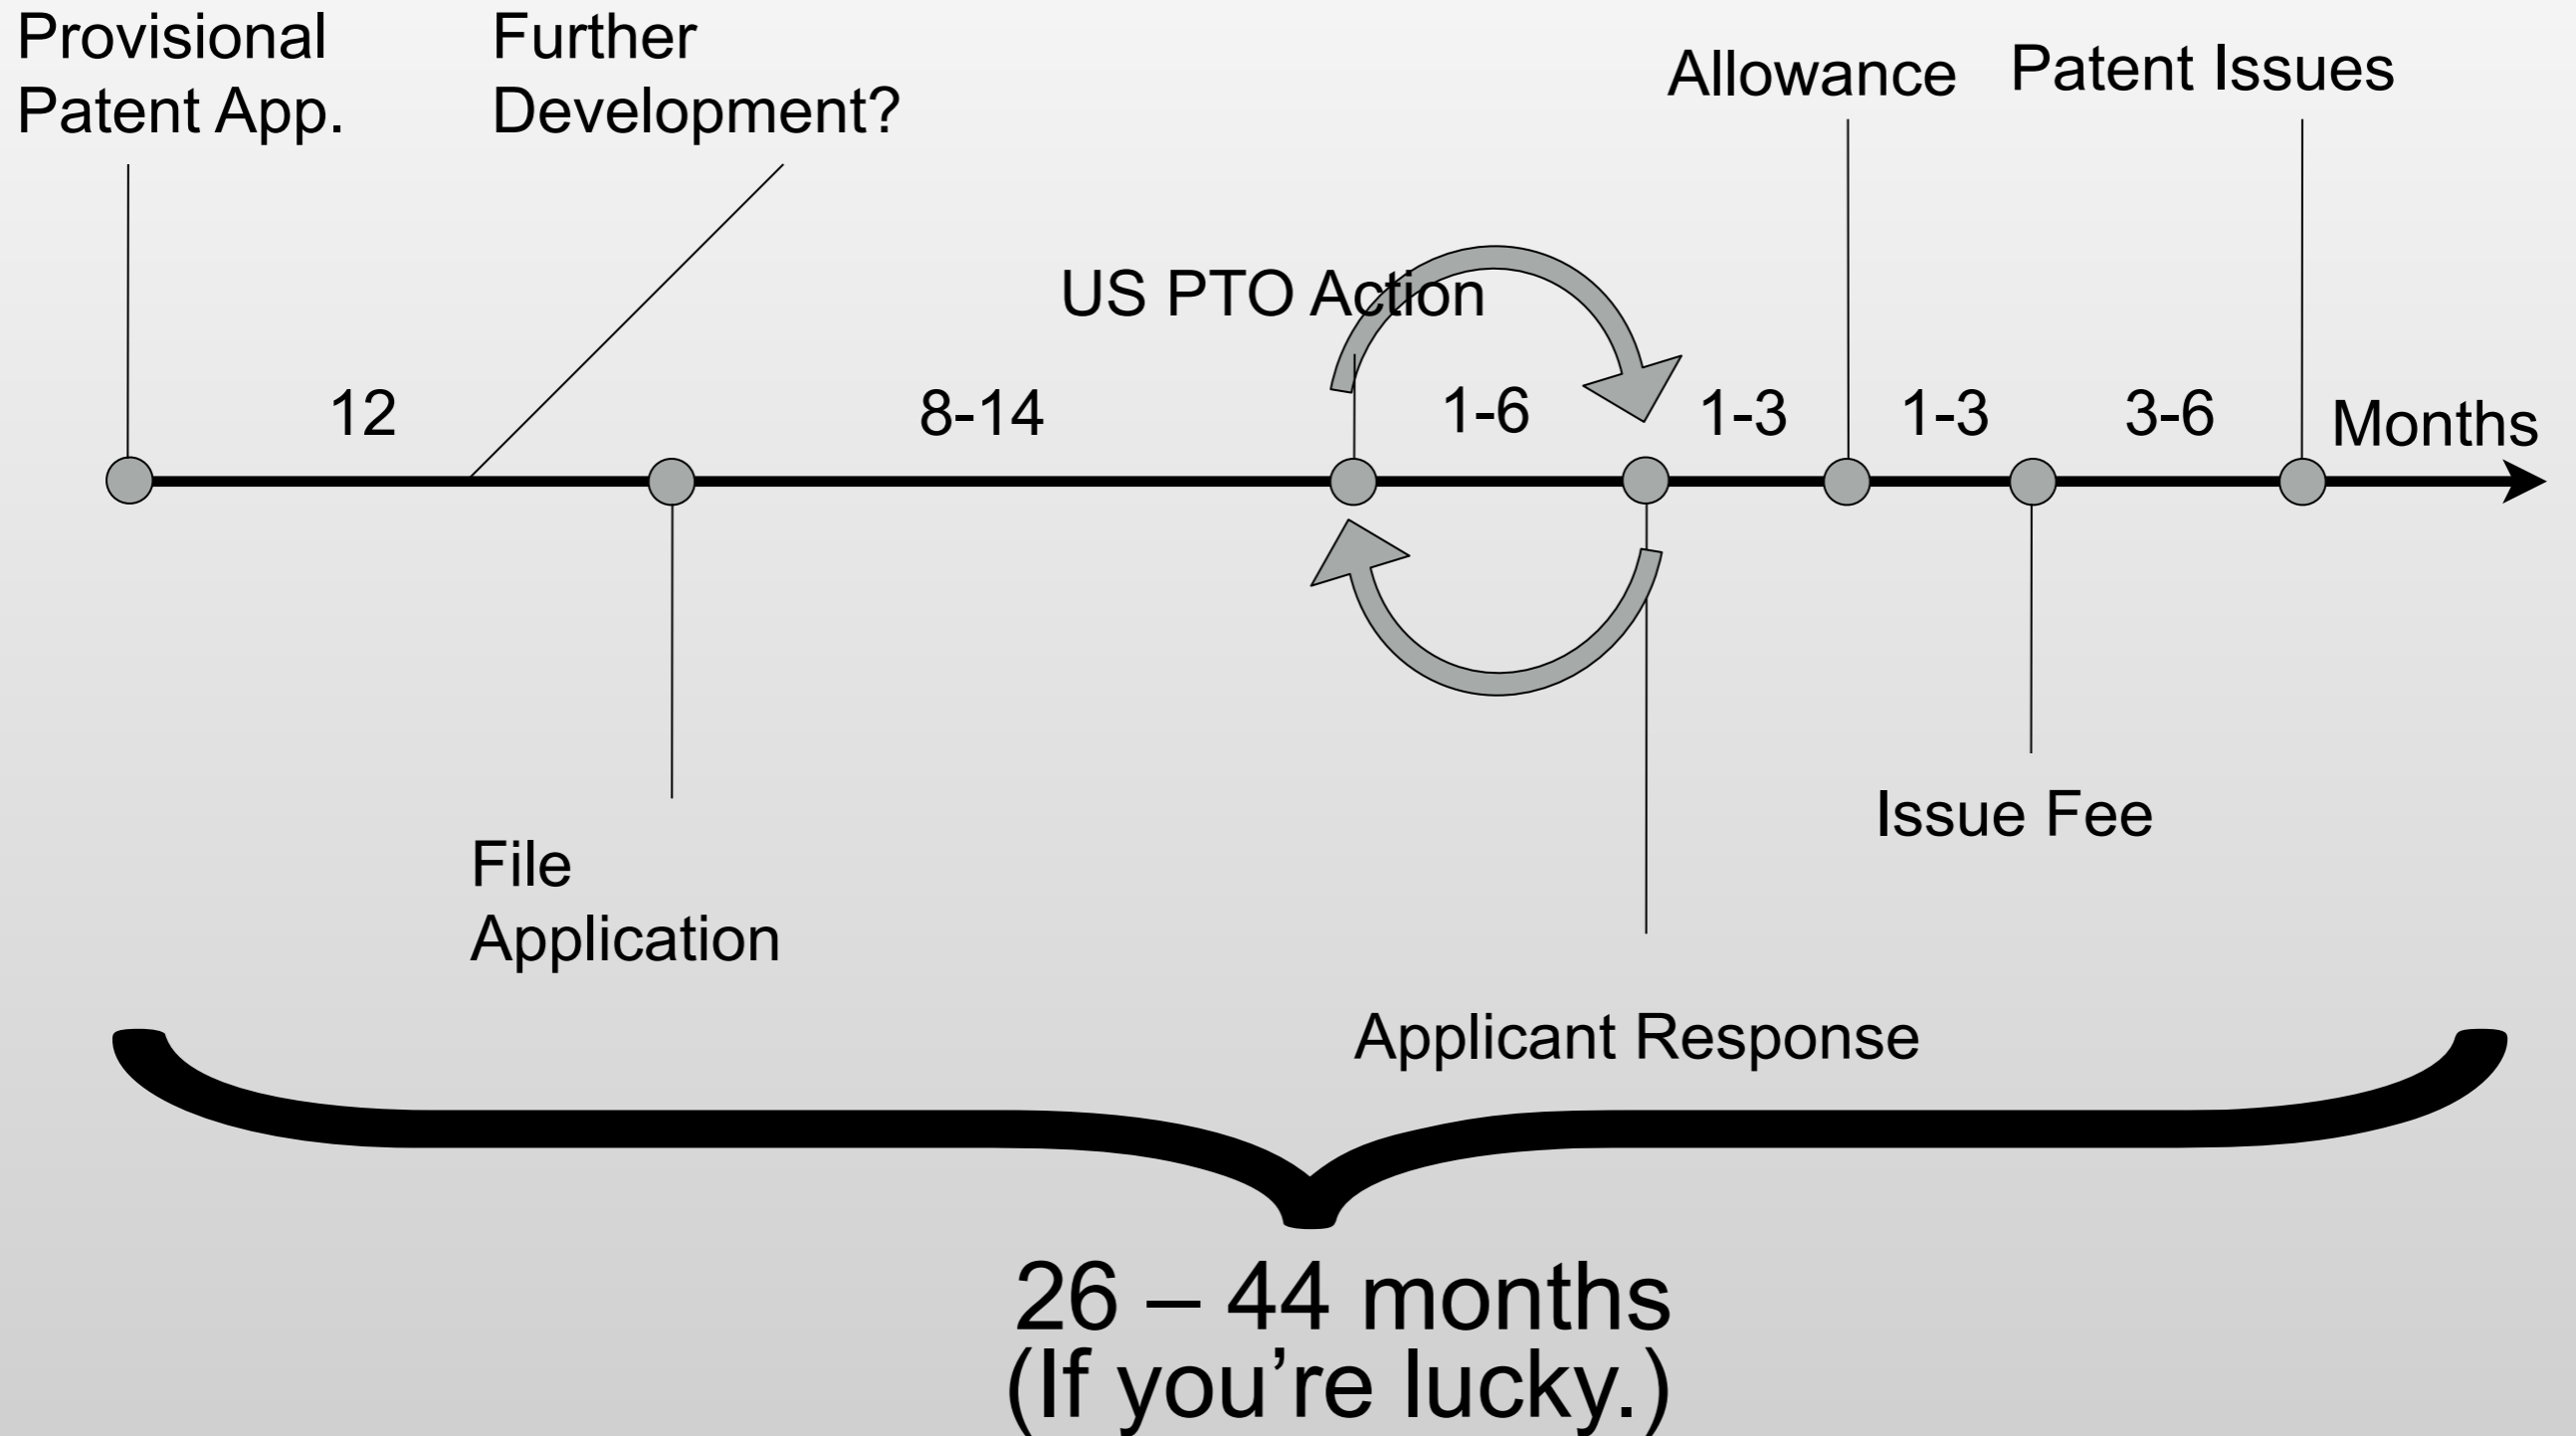 Provisional
Patent App.
Further
Development?
Allowance
Patent Issues
US PTO Action
12
8-14
1-6
1-3
1-3
3-6
Months
File
Application
Issue Fee
Applicant Response
26 – 44 months
(If you’re lucky.)